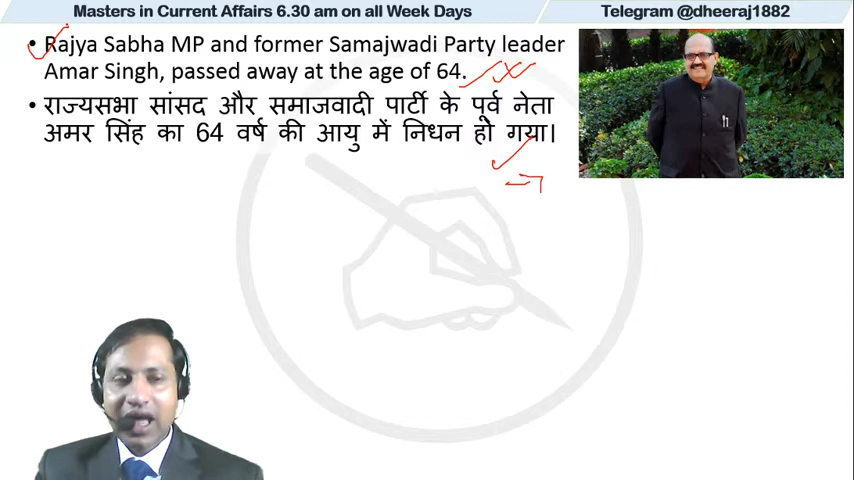 Masters in Current Affairs 6.30 am on all Week Days
Telegram @dheeraj1882
• Rajya Sabha MP and former Samajwadi Party leader
Amar Singh, passed away at the age of 64.
• राज्यसभा सांसद और समाजवादी पार्टी के पूर्व नेता
अमर सिंह का 64 वर्ष की आयु में निधन हो गया।